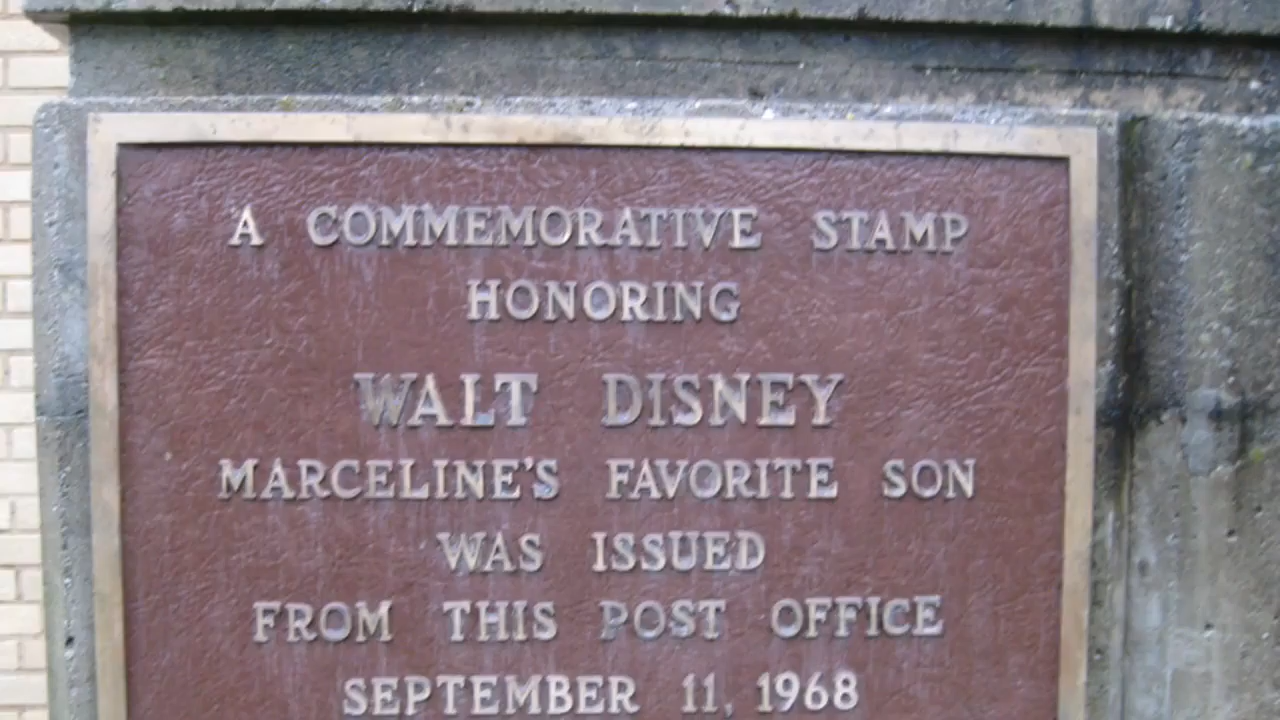 A COMMEMORATIVE STAMP
HONORING
WALT DISNEY
MARCELINE'S FAVORITE SON
WAS ISSUED
FROM THIS POST OFFICE
SEPTEMBER 11, 1968